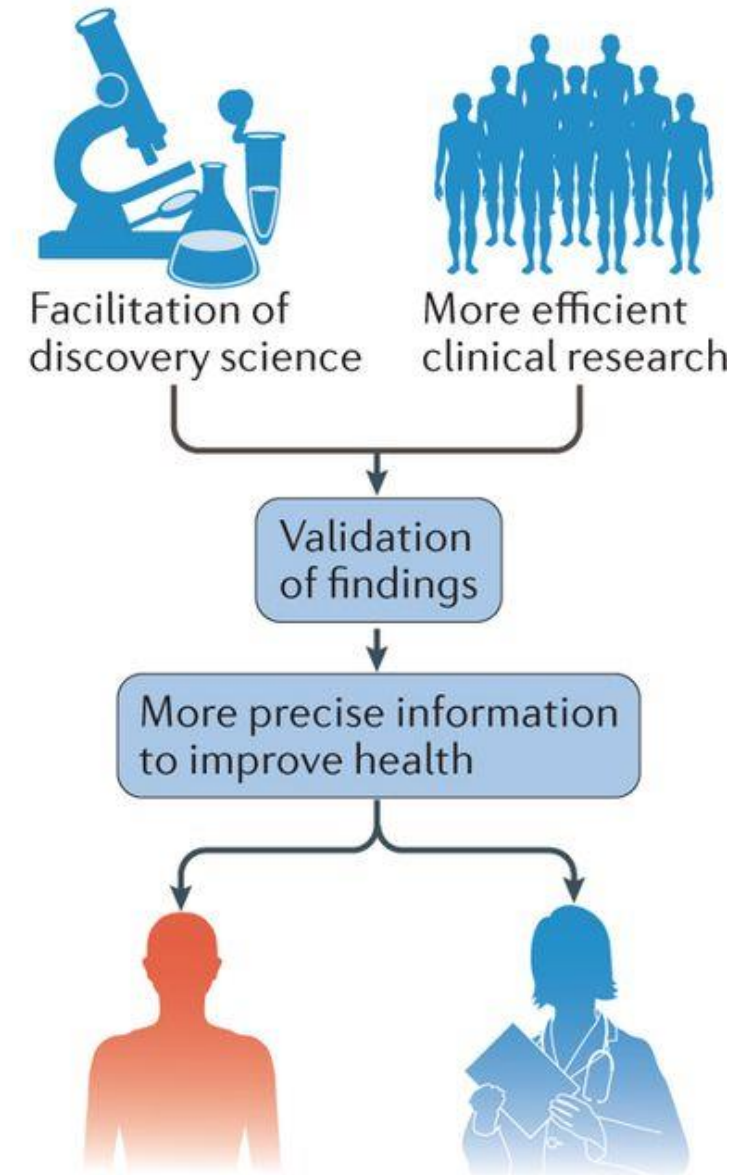 Facilitation of
discovery science
More efficient
clinical research
Validation
of findings
More precise information
to improve health